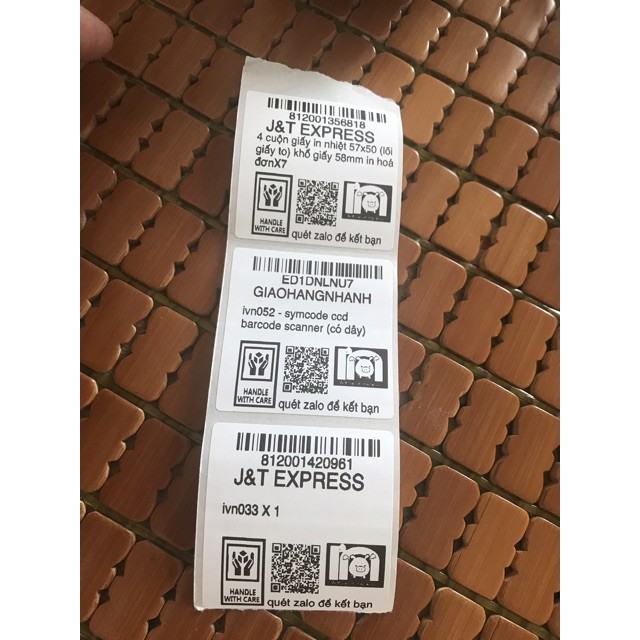 812001356818
J&T EXPRESS
4 cuộn giấy in nhiệt 57x50 (lõi
giấy to) khổ giấy 58mm in hoá
đơnX7
HANDLE
WITH CARE
quét zalo để kết bạn
ED1DNLNU7
GIAOHANGNHANH
ivn052 - symcode ccd
barcode scanner (có dây)
HANDLE
WITH CARE
quét zalo để kết bạn
812001420961
J&T EXPRESS
ivn033 X 1
HANDLE
WITH CARE
quét zalo để kết bạn